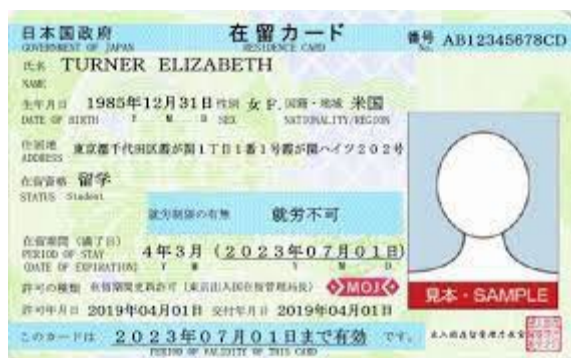 日本国政府 在留カード 番号 AB12345678CD
GOVERNMENT OF JAPAN RESIDENCE CARD No.
氏名 TURNER ELIZABETH
NAME
生年月日 1985年12月31日 性別 女 F. 国籍・地域 米国
DATE OF BIRTH Y M D SEX NATIONALITY/REGION
住居地 東京都千代田区霞が関1丁目1番1号霞が関ハイツ202号
ADDRESS
在留資格 留学
STATUS Student
就労制限の有無 就労不可
在留期間(満了日)
PERIOD OF STAY 4年3月(2023年07月01日)
(DATE OF EXPIRATION) Y M Y M D
許可の種類 在留期間更新許可(東京出入国在留管理局長) MOJ
見本・SAMPLE
許可年月日 2019年04月01日 交付年月日 2019年04月01日
このカードは 2023年07月01日まで有効 です。
PERIOD OF VALIDITY OF THIS CARD
出入国在留管理庁長官